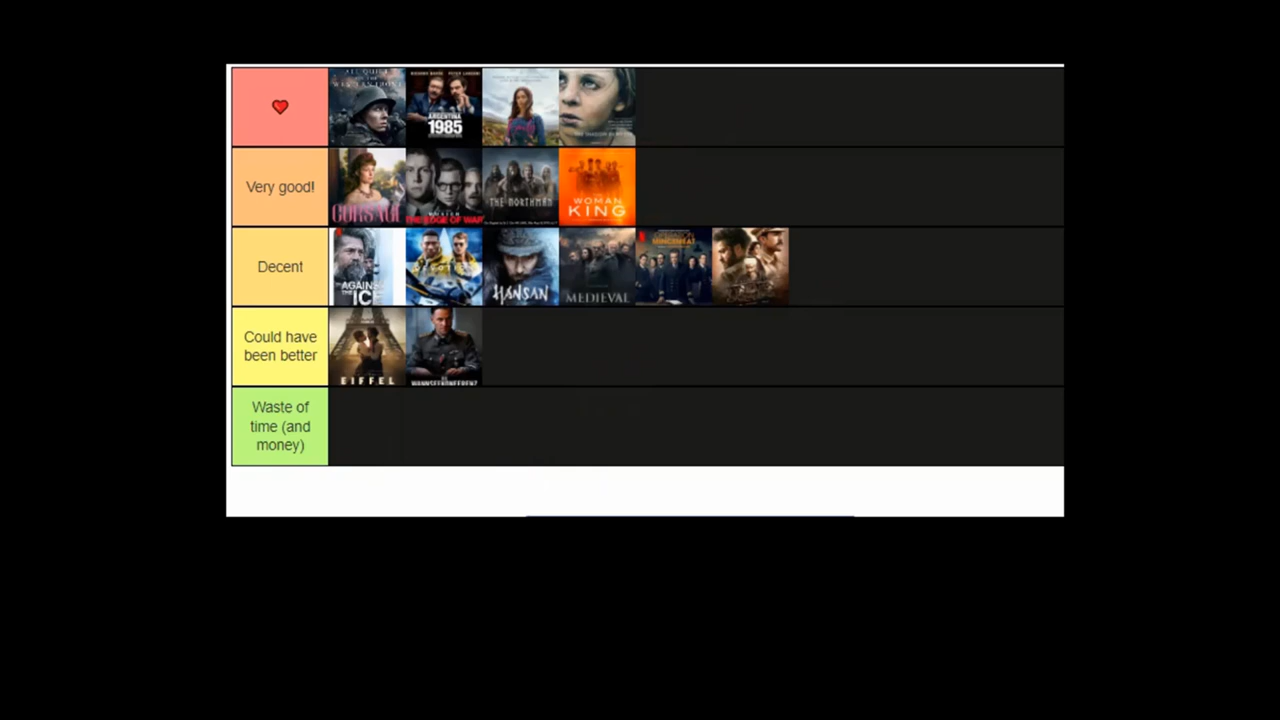 ALL QUIET
ON THE
WESTERN FRONT
ARGENTINA
1985
Very good!
CORSAGE
MUNICH
THE EDGE OF WAR
THE NORTHMAN
THE
WOMAN
KING
Decent
AGAINST
THE ICE
DEVOTION
HANSAN
MEDIEVAL
MINCEMEAT
Could have
been better
EIFFEL
DIE
WANNSEEKONFERENZ
Waste of
time (and
money)